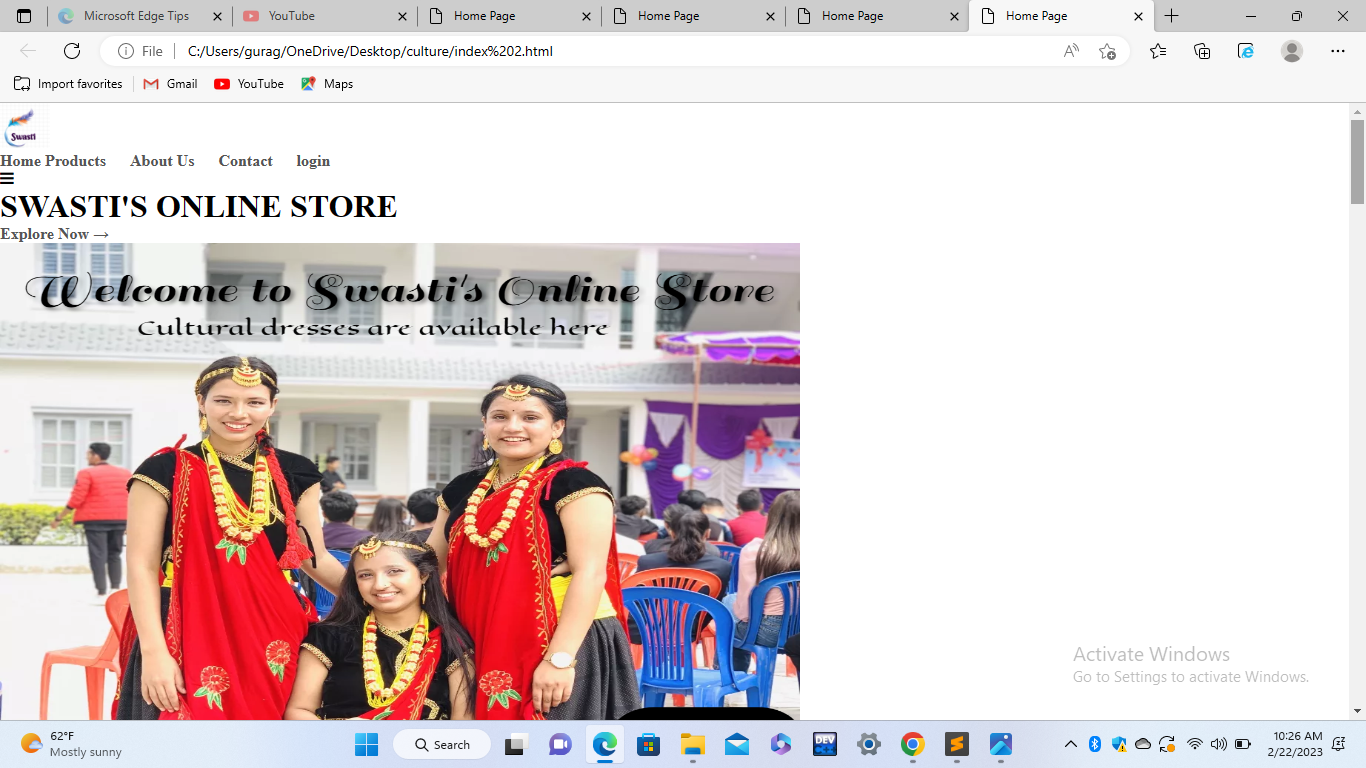 Microsoft Edge Tips
YouTube
Home Page
Home Page
Home Page
Home Page
File
C:/Users/gurag/OneDrive/Desktop/culture/index%202.html
Import favorites
Gmail
YouTube
Maps
Swasti
Home Products About Us Contact login
SWASTI'S ONLINE STORE
Explore Now →
Welcome to Swasti's Online Store
Cultural dresses are available here
Activate Windows
Go to Settings to activate Windows.
62°F
Mostly sunny
Search
DEV
10:26 AM
2/22/2023